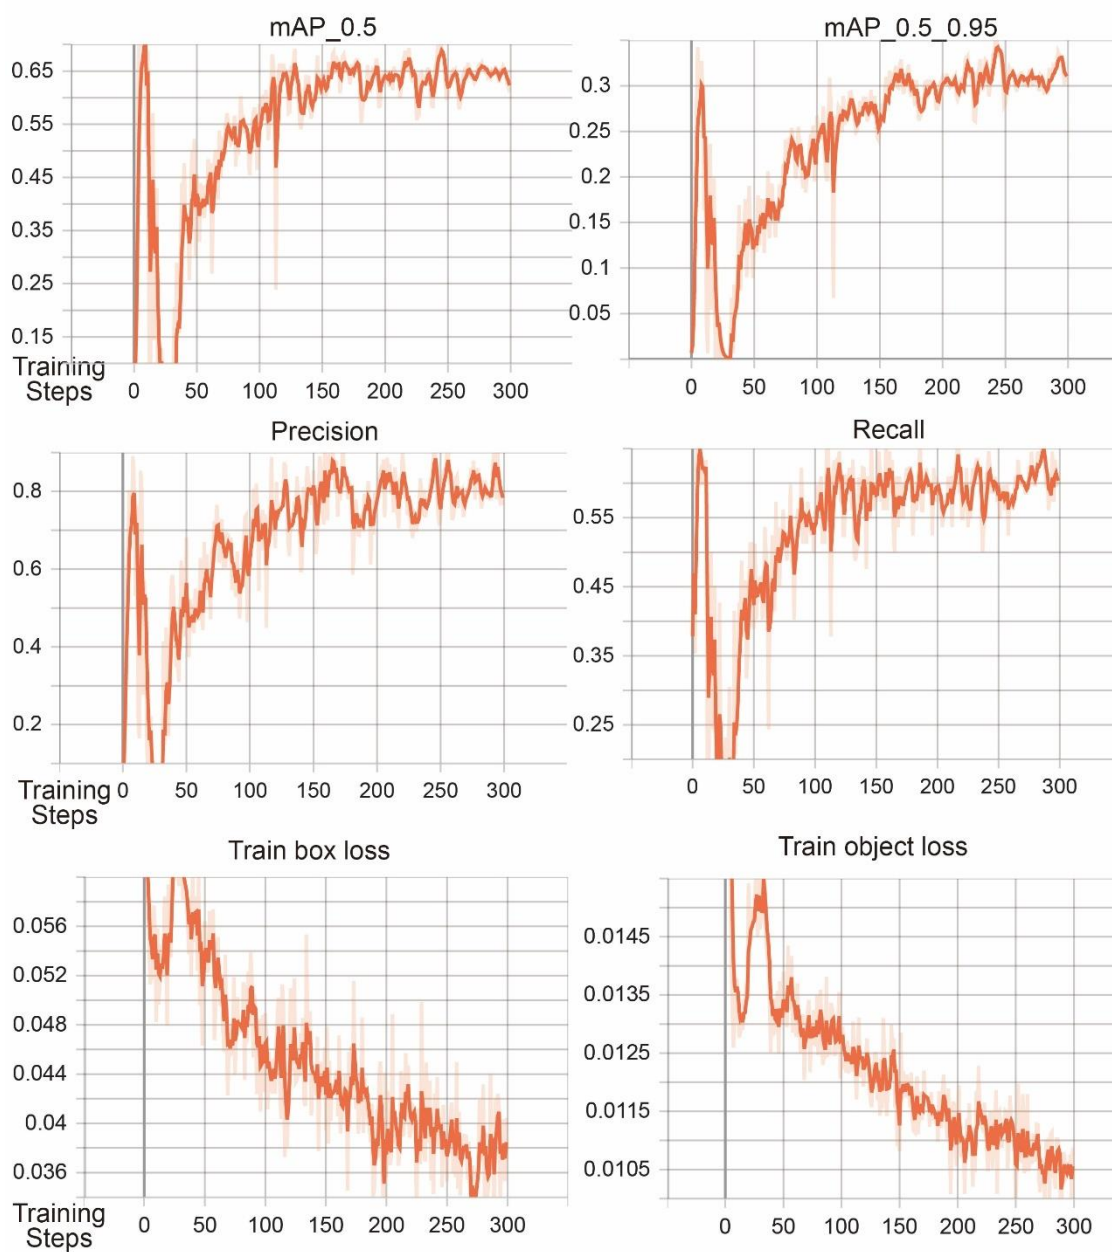 mAP_0.5
0.65
0.55
0.45
0.35
0.25
0.15
Training
Steps
0 50 100 150 200 250 300
mAP_0.5_0.95
0.3
0.25
0.2
0.15
0.1
0.05
0 50 100 150 200 250 300
Precision
0.8
0.6
0.4
0.2
Training
Steps
0 50 100 150 200 250 300
Recall
0.55
0.45
0.35
0.25
0 50 100 150 200 250 300
Train box loss
0.056
0.052
0.048
0.044
0.04
0.036
Training
Steps
0 50 100 150 200 250 300
Train object loss
0.0145
0.0135
0.0125
0.0115
0.0105
0 50 100 150 200 250 300